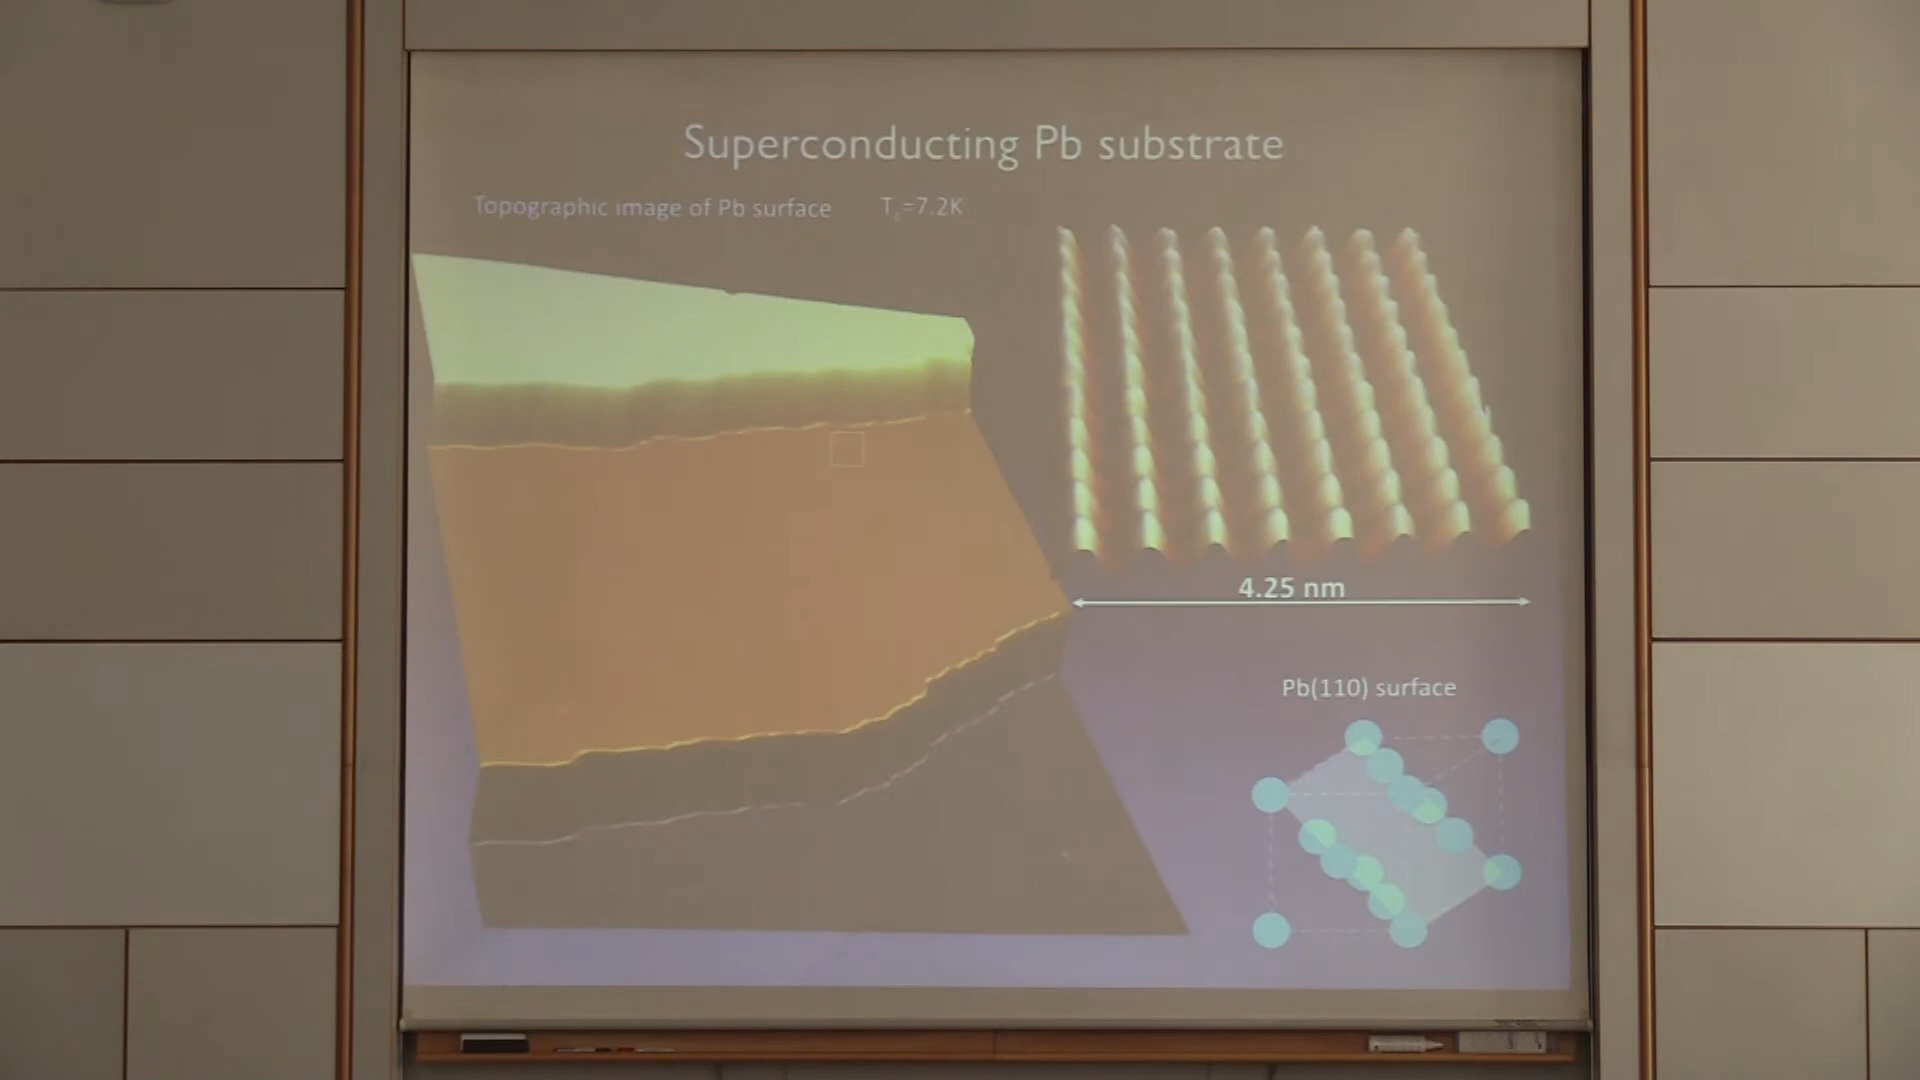 Superconducting Pb substrate
Topographic image of Pb surface
Tc=7.2K
4.25 nm
Pb(110) surface